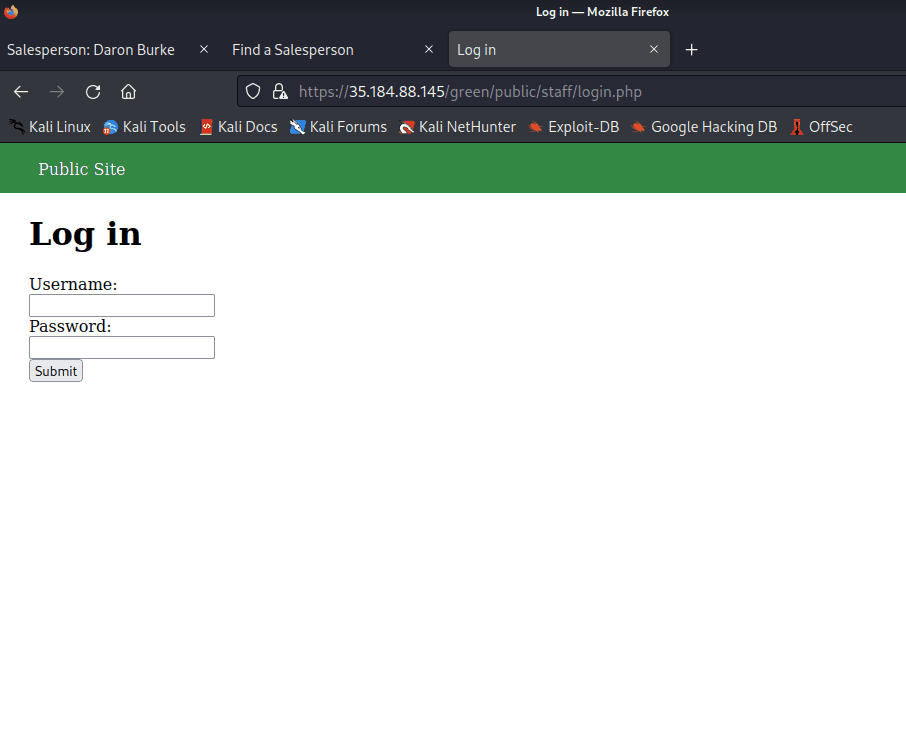 Log in — Mozilla Firefox
Salesperson: Daron Burke Find a Salesperson Log in
https://35.184.88.145/green/public/staff/login.php
Kali Linux Kali Tools Kali Docs Kali Forums Kali NetHunter Exploit-DB Google Hacking DB OffSec
Public Site
Log in
Username:
Password:
Submit